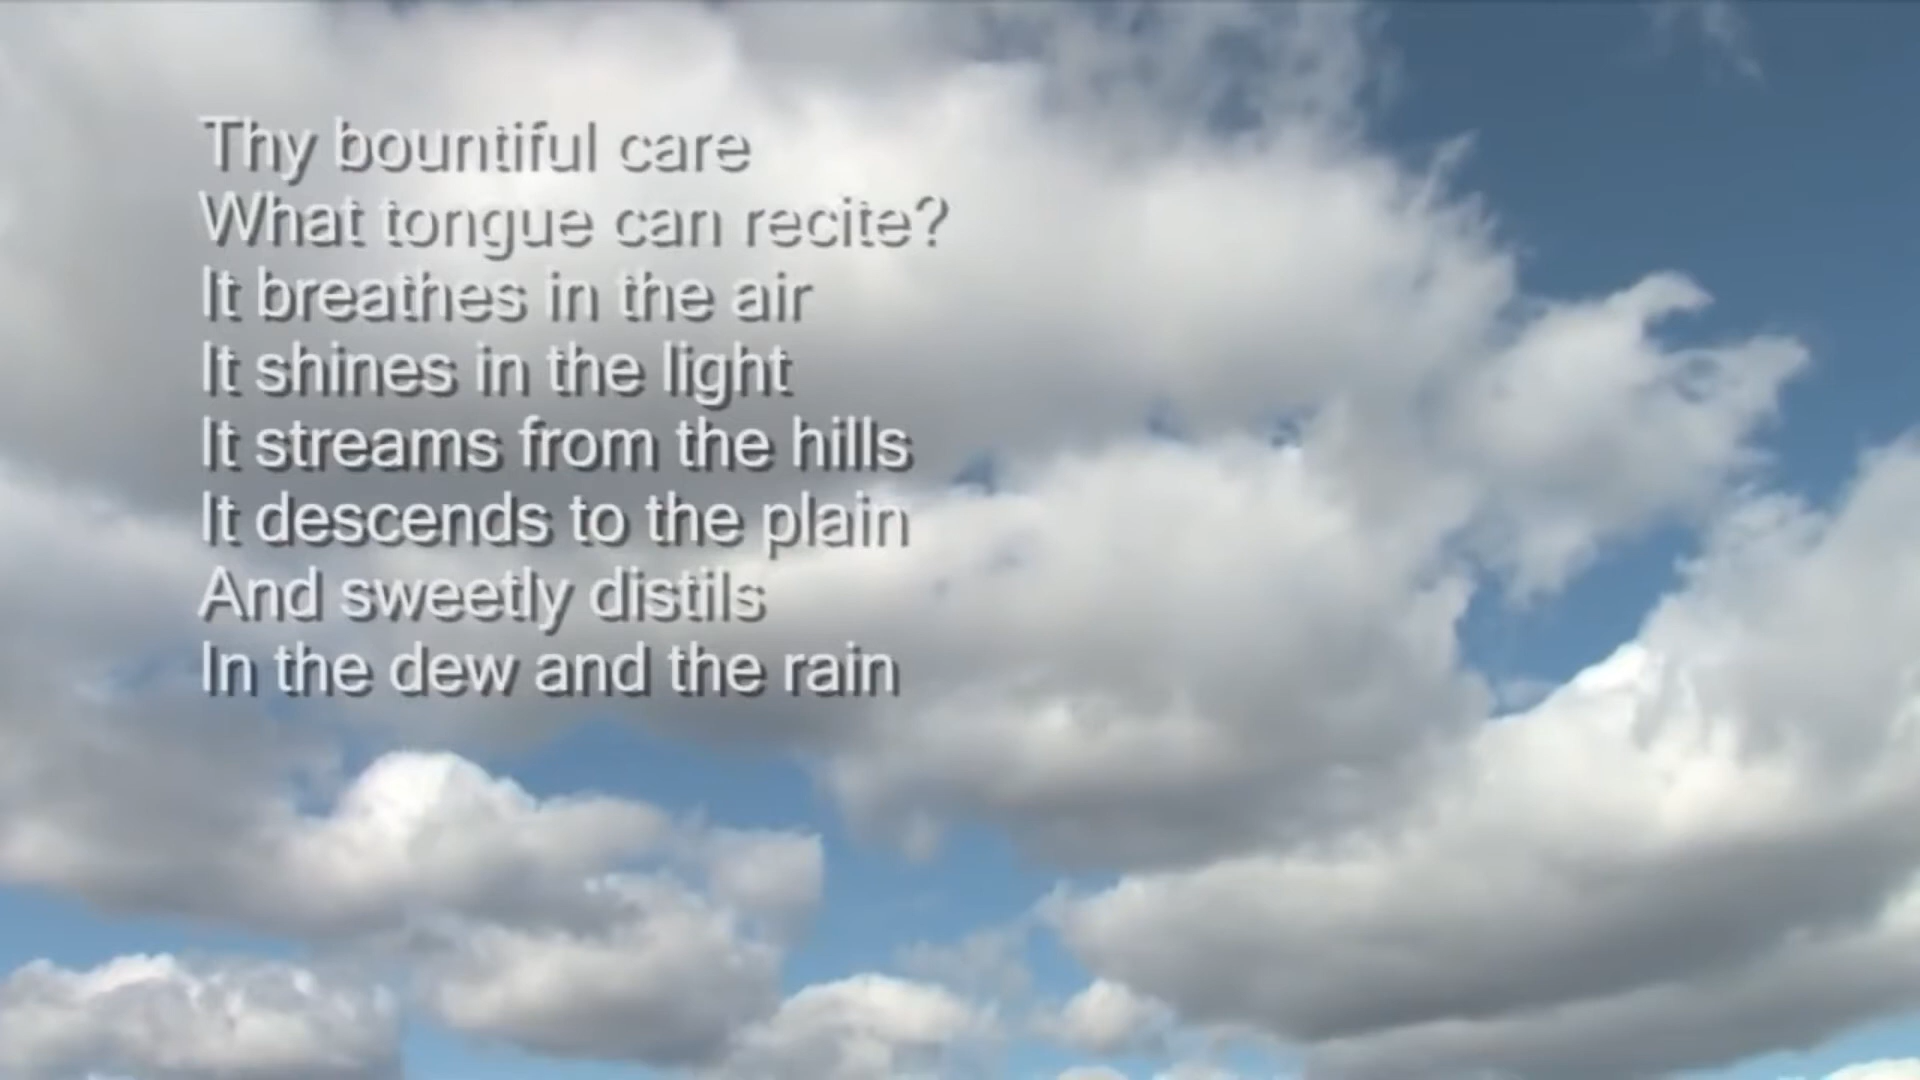 Thy bountiful care
What tongue can recite?
It breathes in the air
It shines in the light
It streams from the hills
It descends to the plain
And sweetly distils
In the dew and the rain